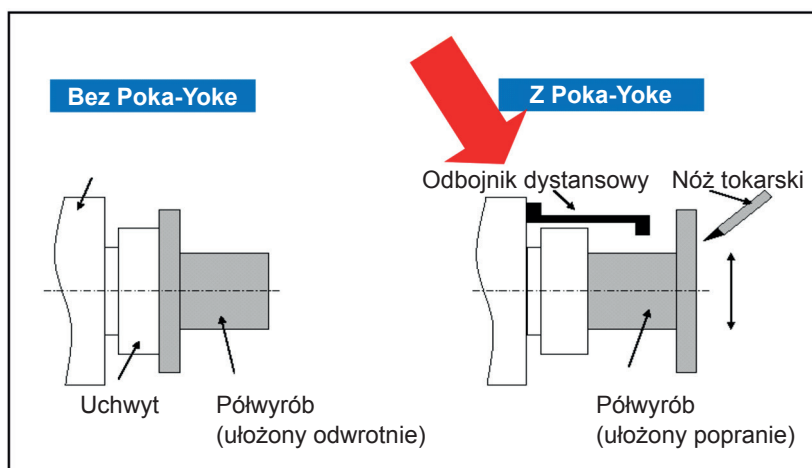 Bez Poka-Yoke
Z Poka-Yoke
Odbojnik dystansowy
Nóż tokarski
Uchwyt
Półwyrób
(ułożony odwrotnie)
Półwyrób
(ułożony popranie)